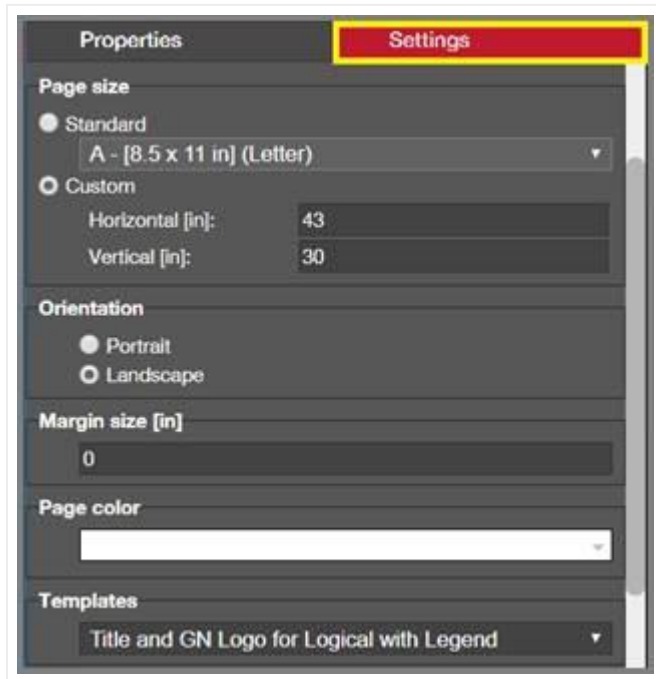 Properties Settings
Page size
Standard
A - [8.5 x 11 in] (Letter)
Custom
Horizontal [in]: 43
Vertical [in]: 30
Orientation
Portrait
Landscape
Margin size [in]
0
Page color
Templates
Title and GN Logo for Logical with Legend